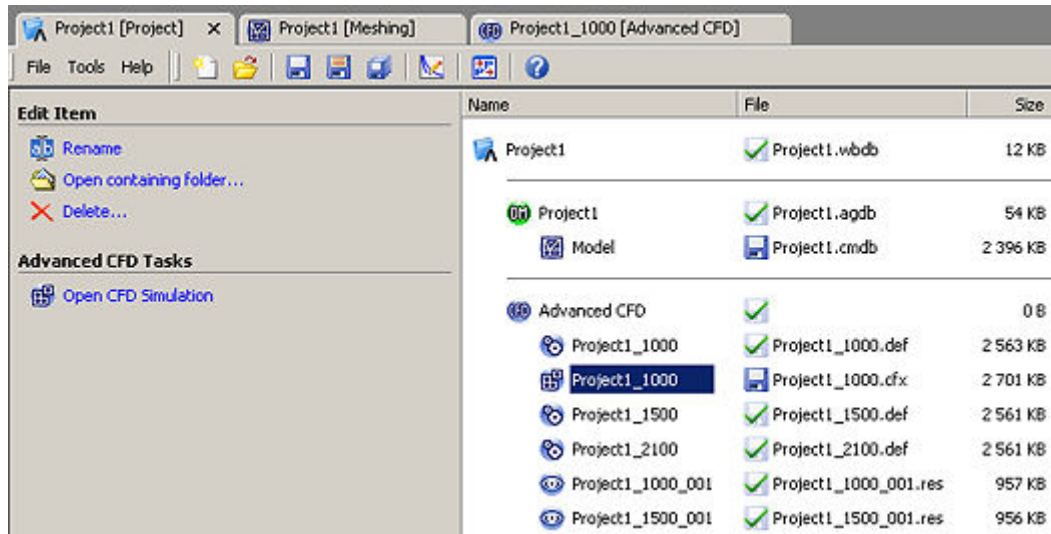 Project1 [Project] Project1 [Meshing] Project1_1000 [Advanced CFD]
File Tools Help
Edit Item
Rename
Open containing folder...
Delete...
Advanced CFD Tasks
Open CFD Simulation
Name File Size
Project1 Project1.wbdb 12 KB
Project1 Project1.agdb 54 KB
Model Project1.cmdb 2 396 KB
Advanced CFD 0 B
Project1_1000 Project1_1000.def 2 563 KB
Project1_1000 Project1_1000.cfx 2 701 KB
Project1_1500 Project1_1500.def 2 561 KB
Project1_2100 Project1_2100.def 2 561 KB
Project1_1000_001 Project1_1000_001.res 957 KB
Project1_1500_001 Project1_1500_001.res 956 KB